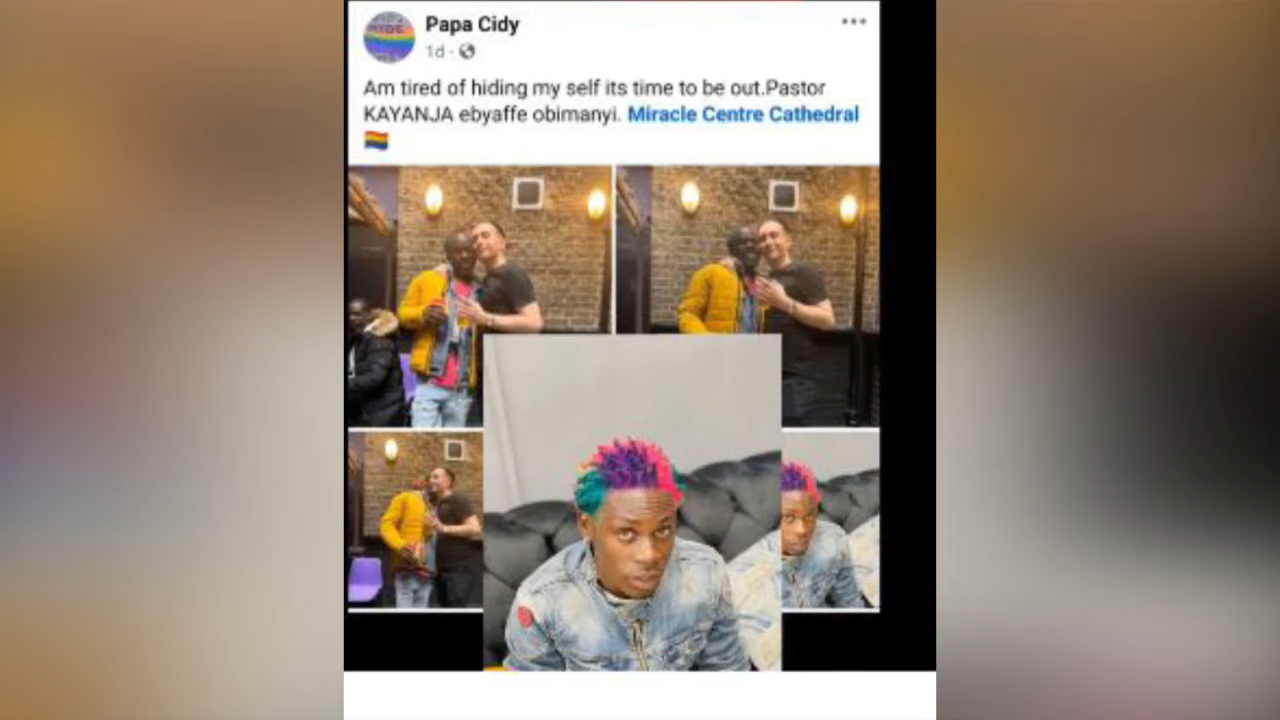 Papa Cidy
1d
Am tired of hiding my self its time to be out.Pastor
KAYANJA ebyaffe obimanyi. Miracle Centre Cathedral
🏳️‍🌈